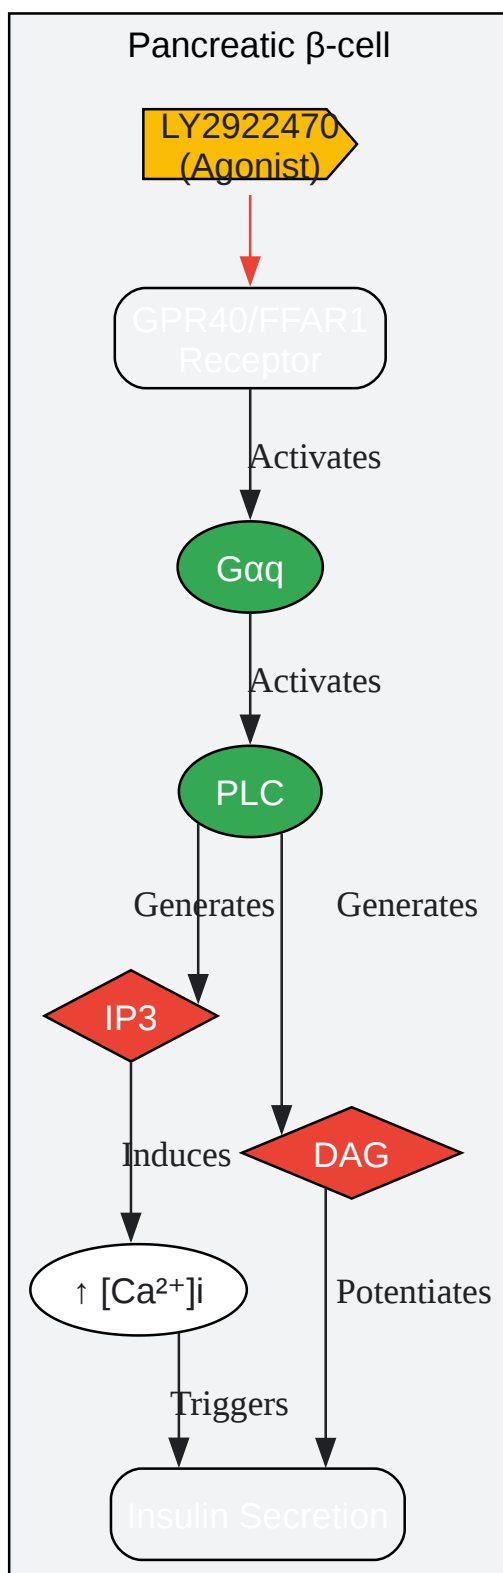 Pancreatic β-cell
LY2922470
(Agonist)
GPR40/FFAR1
Receptor
Activates
Gαq
Activates
PLC
Generates
Generates
IP3
DAG
Induces
↑ [Ca²⁺]i
Potentiates
Triggers
Insulin Secretion